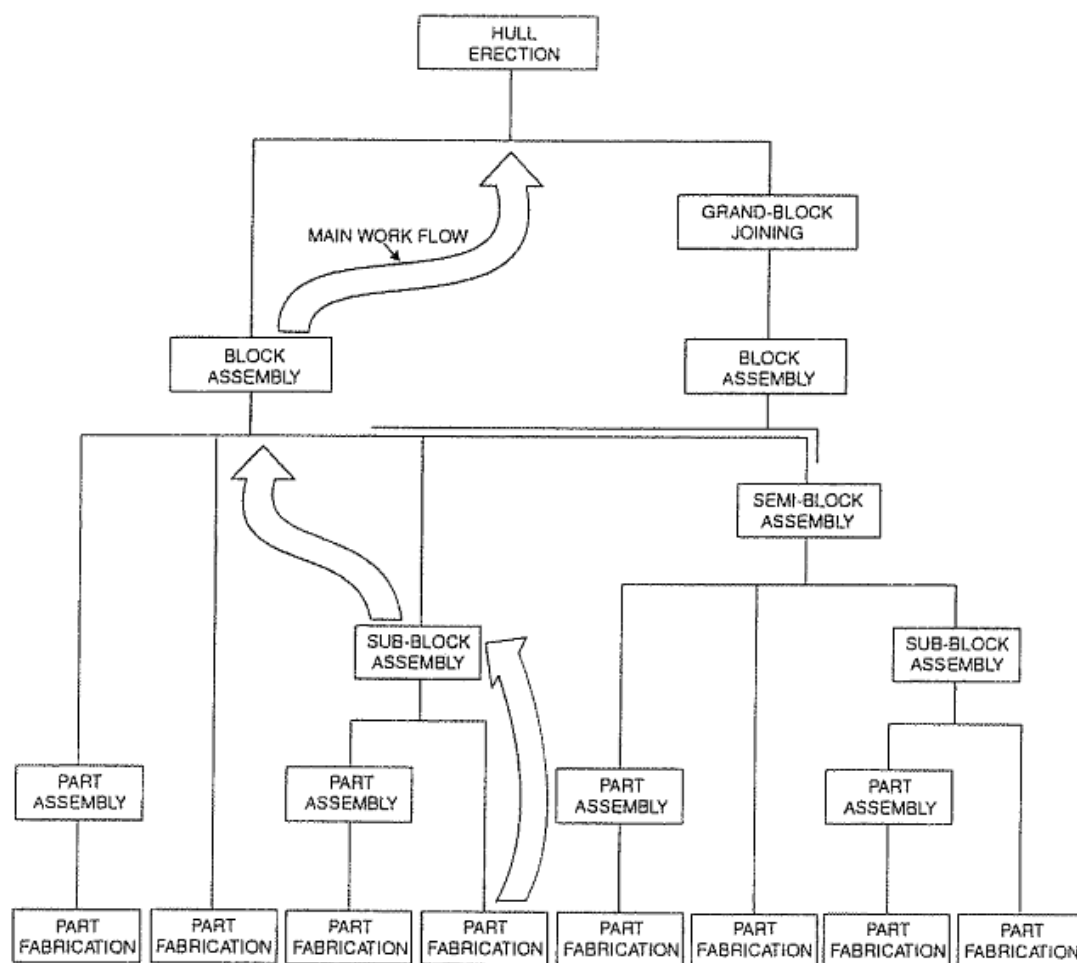 HULL
ERECTION
GRAND-BLOCK
JOINING
MAIN WORK FLOW
BLOCK
ASSEMBLY
BLOCK
ASSEMBLY
SEMI-BLOCK
ASSEMBLY
SUB-BLOCK
ASSEMBLY
SUB-BLOCK
ASSEMBLY
PART
ASSEMBLY
PART
ASSEMBLY
PART
ASSEMBLY
PART
ASSEMBLY
PART
FABRICATION
PART
FABRICATION
PART
FABRICATION
PART
FABRICATION
PART
FABRICATION
PART
FABRICATION
PART
FABRICATION
PART
FABRICATION